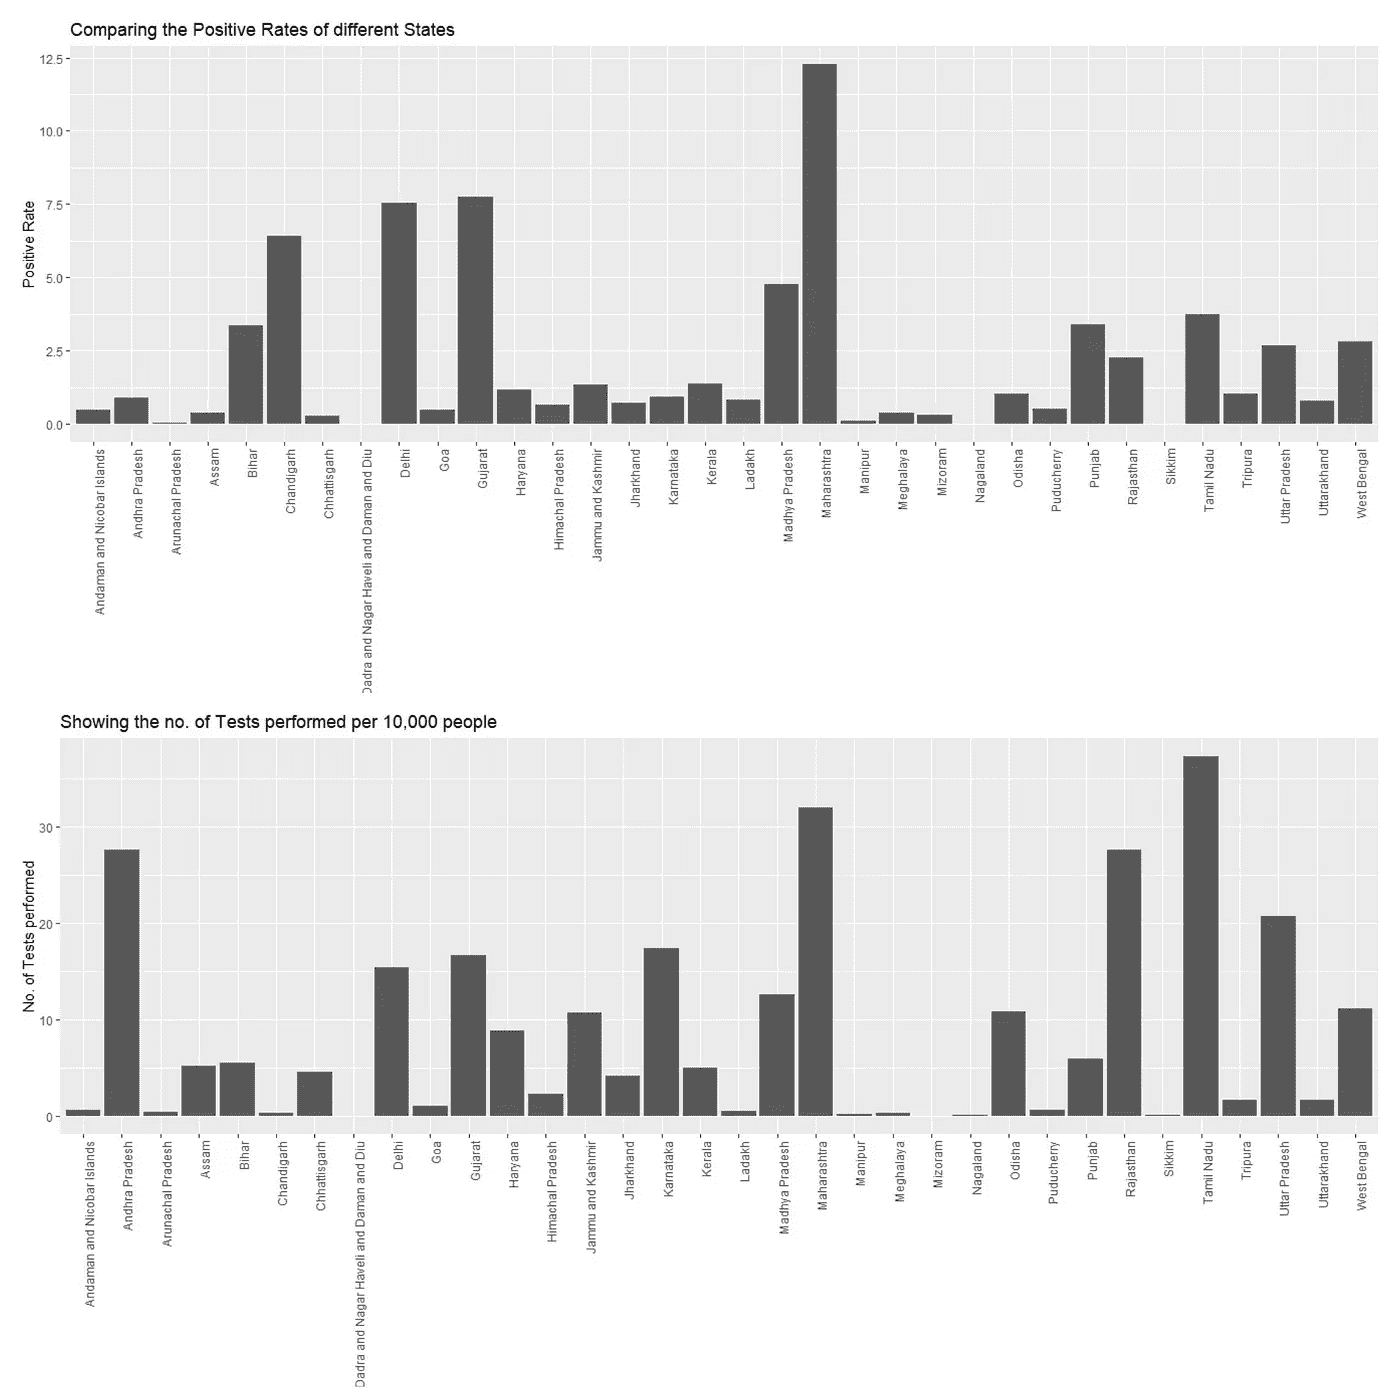 Comparing the Positive Rates of different States
12.5
10.0
7.5
5.0
2.5
0.0
Positive Rate
Andaman and Nicobar Islands
Andhra Pradesh
Arunachal Pradesh
Assam
Bihar
Chandigarh
Chhattisgarh
Dadra and Nagar Haveli and Daman and Diu
Delhi
Goa
Gujarat
Haryana
Himachal Pradesh
Jammu and Kashmir
Jharkhand
Karnataka
Kerala
Ladakh
Madhya Pradesh
Maharashtra
Manipur
Meghalaya
Mizoram
Nagaland
Odisha
Puducherry
Punjab
Rajasthan
Sikkim
Tamil Nadu
Tripura
Uttar Pradesh
Uttarakhand
West Bengal
Showing the no. of Tests performed per 10,000 people
30
20
10
0
No. of Tests performed
Andaman and Nicobar Islands
Andhra Pradesh
Arunachal Pradesh
Assam
Bihar
Chandigarh
Chhattisgarh
Dadra and Nagar Haveli and Daman and Diu
Delhi
Goa
Gujarat
Haryana
Himachal Pradesh
Jammu and Kashmir
Jharkhand
Karnataka
Kerala
Ladakh
Madhya Pradesh
Maharashtra
Manipur
Meghalaya
Mizoram
Nagaland
Odisha
Puducherry
Punjab
Rajasthan
Sikkim
Tamil Nadu
Tripura
Uttar Pradesh
Uttarakhand
West Bengal